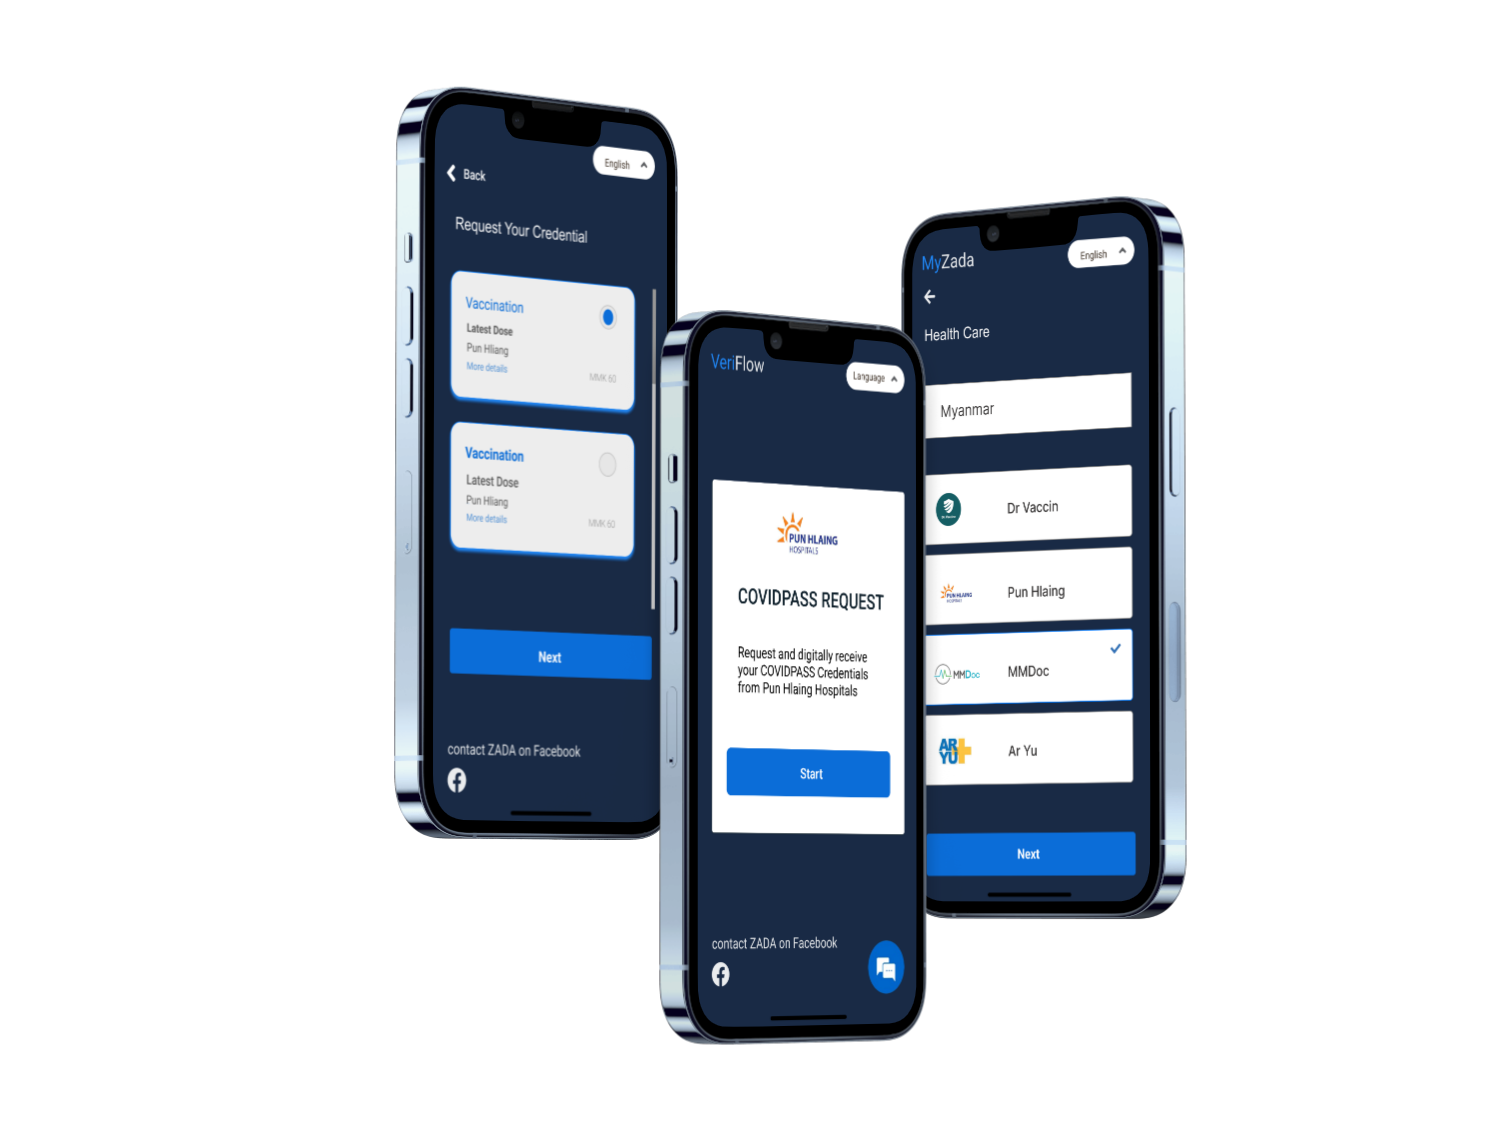 English
Back
Request Your Credential
Vaccination
Latest Dose
Pun Hliang
More details
MMK 60
Vaccination
Latest Dose
Pun Hliang
More details
MMK 60
Next
contact ZADA on Facebook
VeriFlow
Language
PUN HLAING
HOSPITALS
COVIDPASS REQUEST
Request and digitally receive
your COVIDPASS Credentials
from Pun Hlaing Hospitals
Start
contact ZADA on Facebook
MyZada
English
Health Care
Myanmar
Dr Vaccin
PUN HLAING
HOSPITALS
Pun Hlaing
MMDoc
MMDoc
AR YU
Ar Yu
Next